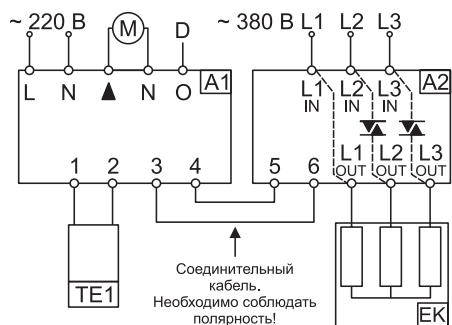 ~ 220 В
M
D
~ 380 В L1 L2 L3
L N ▲ N O
A1
L1 IN
L2 IN
L3 IN
A2
L1 OUT
L2 OUT
L3 OUT
1 2 3 4
5 6
TE1
Соединительный
кабель.
Необходимо соблюдать
полярность!
EK